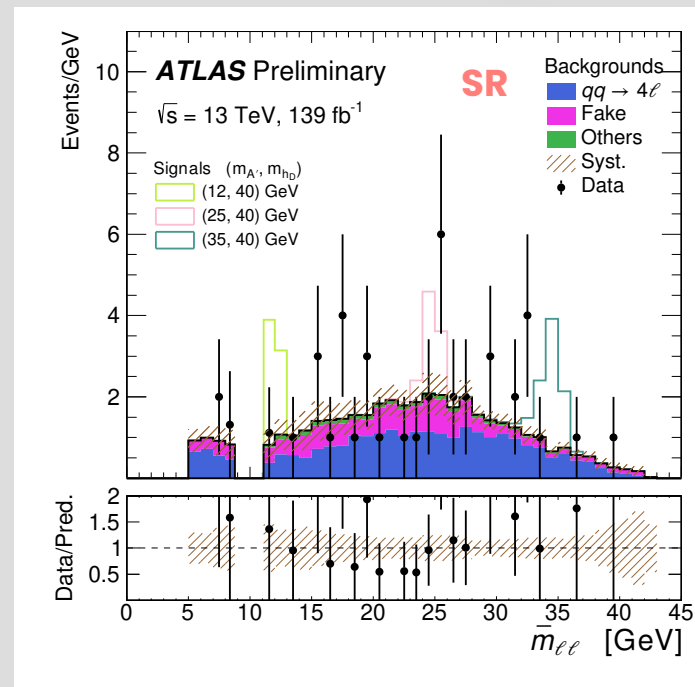 Events/GeV
10
8
6
4
2
ATLAS Preliminary
√s = 13 TeV, 139 fb⁻¹
SR
Signals (m_A′, m_hD)
(12, 40) GeV
(25, 40) GeV
(35, 40) GeV
Backgrounds
qq → 4ℓ
Fake
Others
Syst.
Data
Data/Pred.
2
1.5
1
0.5
0 5 10 15 20 25 30 35 40 45
m̄_ℓℓ [GeV]